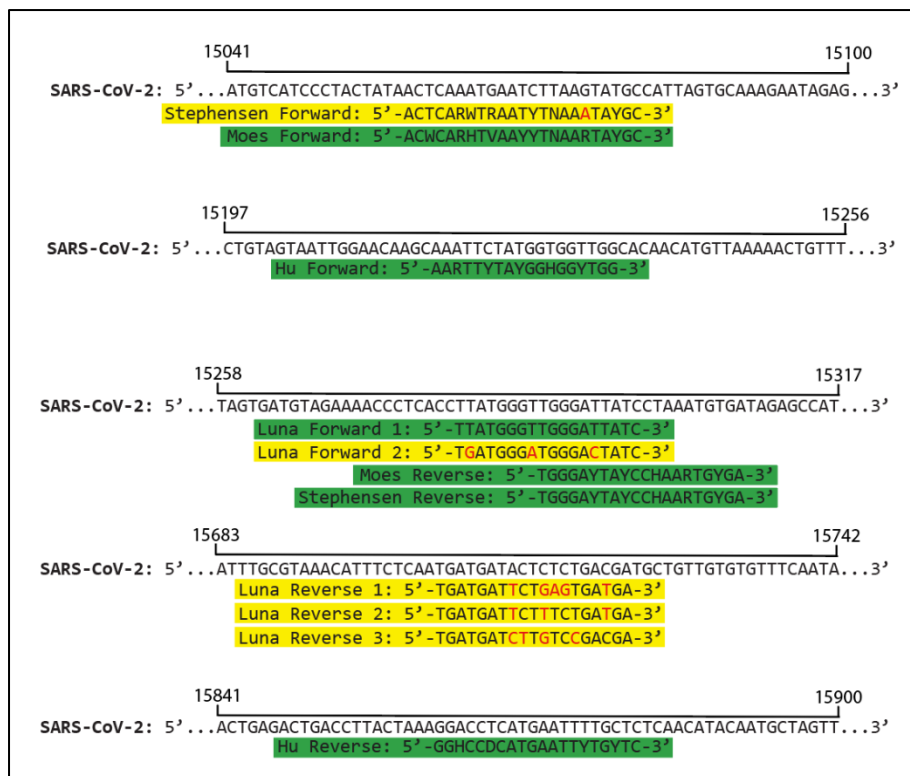 15041 15100
SARS-CoV-2: 5’...ATGTCATCCCTACTATAACTCAAATGAATCTTAAGTATGCCATTAGTGCAAAGAATAGAG...3’
Stephensen Forward: 5’-ACTCARWTRAATYTNAAATAYGC-3’
Moes Forward: 5’-ACWCARHTVAAYYTNAARTAYGC-3’
15197 15256
SARS-CoV-2: 5’...CTGTAGTAATTGGAACAAGCAAATTCTATGGTGGTTGGCACAACATGTTAAAAACTGTTT...3’
Hu Forward: 5’-AARTTYTAYGGHGGYTGG-3’
15258 15317
SARS-CoV-2: 5’...TAGTGATGTAGAAAACCCTCACCTTATGGGTTGGGATTATCCTAAATGTGATAGAGCCAT...3’
Luna Forward 1: 5’-TTATGGGTTGGGATTATC-3’
Luna Forward 2: 5’-TGATGGGATGGGACTATC-3’
Moes Reverse: 5’-TGGGAYTAYCCHAARTGYGA-3’
Stephensen Reverse: 5’-TGGGAYTAYCCHAARTGYGA-3’
15683 15742
SARS-CoV-2: 5’...ATTTGCGTAAACATTTCTCAATGATGATACTCTCTGACGATGCTGTTGTGTGTTTCAATA...3’
Luna Reverse 1: 5’-TGATGATTCTGAGTGATGA-3’
Luna Reverse 2: 5’-TGATGATTCTTTCTGATGA-3’
Luna Reverse 3: 5’-TGATGATCTTGTCCGACGA-3’
15841 15900
SARS-CoV-2: 5’...ACTGAGACTGACCTTACTAAAGGACCTCATGAATTTTGCTCTCAACATACAATGCTAGTT...3’
Hu Reverse: 5’-GGHCCDCATGAATTYTGYTC-3’